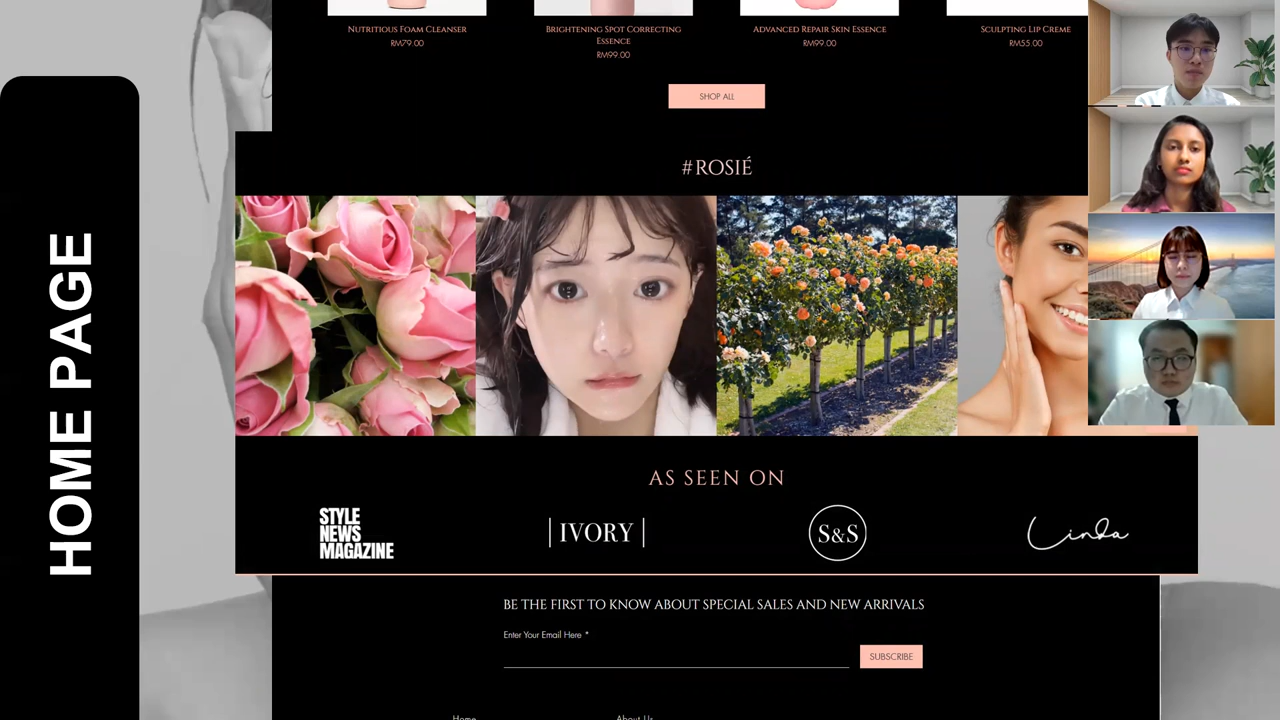 HOME PAGE
NUTRITIOUS FOAM CLEANSER
RM79.00
BRIGHTENING SPOT CORRECTING
ESSENCE
RM99.00
ADVANCED REPAIR SKIN ESSENCE
RM99.00
SCULPTING LIP CREME
RM55.00
SHOP ALL
#ROSIÉ
AS SEEN ON
STYLE
NEWS
MAGAZINE
| IVORY |
S&S
Linda
BE THE FIRST TO KNOW ABOUT SPECIAL SALES AND NEW ARRIVALS
Enter Your Email Here *
SUBSCRIBE
Home
About Us